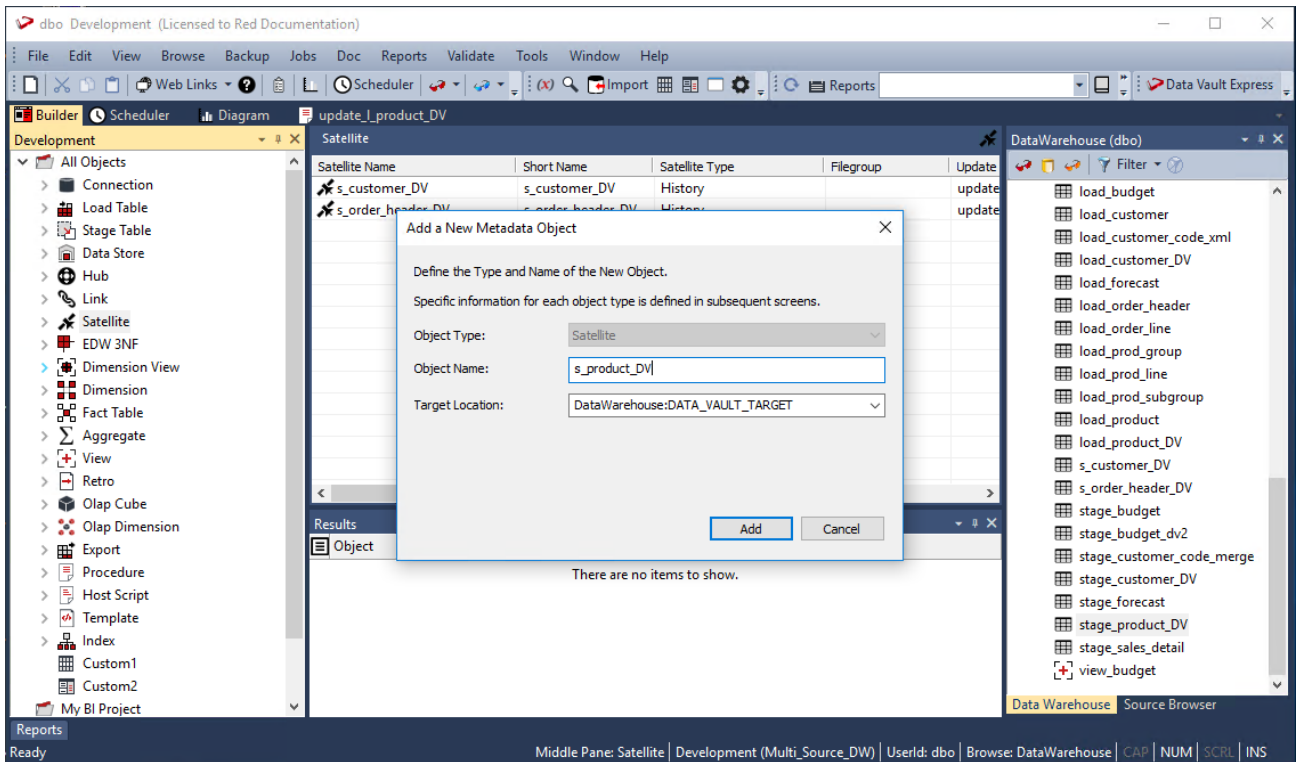 dbo Development (Licensed to Red Documentation)
File Edit View Browse Backup Jobs Doc Reports Validate Tools Window Help
Web Links Scheduler (x) Import Reports Data Vault Express
Builder Scheduler Diagram update_l_product_DV
Development
All Objects
Connection
Load Table
Stage Table
Data Store
Hub
Link
Satellite
EDW 3NF
Dimension View
Dimension
Fact Table
Aggregate
View
Retro
Olap Cube
Olap Dimension
Export
Procedure
Host Script
Template
Index
Custom1
Custom2
My BI Project
Satellite
Satellite Name Short Name Satellite Type Filegroup Update
s_customer_DV s_customer_DV History update
s_order_header_DV s_order_header_DV History update
Add a New Metadata Object
Define the Type and Name of the New Object.
Specific information for each object type is defined in subsequent screens.
Object Type: Satellite
Object Name: s_product_DV
Target Location: DataWarehouse:DATA_VAULT_TARGET
Add Cancel
Results
Object
There are no items to show.
DataWarehouse (dbo)
Filter
load_budget
load_customer
load_customer_code_xml
load_customer_DV
load_forecast
load_order_header
load_order_line
load_prod_group
load_prod_line
load_prod_subgroup
load_product
load_product_DV
s_customer_DV
s_order_header_DV
stage_budget
stage_budget_dv2
stage_customer_code_merge
stage_customer_DV
stage_forecast
stage_product_DV
stage_sales_detail
view_budget
Data Warehouse Source Browser
Reports
Ready Middle Pane: Satellite Development (Multi_Source_DW) UserId: dbo Browse: DataWarehouse CAP NUM SCRL INS